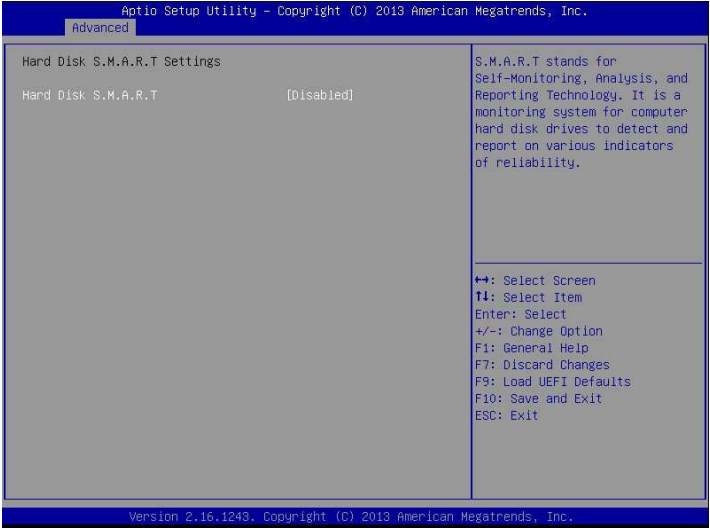 Aptio Setup Utility – Copyright (C) 2013 American Megatrends, Inc.
Advanced
Hard Disk S.M.A.R.T Settings
Hard Disk S.M.A.R.T [Disabled]
S.M.A.R.T stands for
Self-Monitoring, Analysis, and
Reporting Technology. It is a
monitoring system for computer
hard disk drives to detect and
report on various indicators
of reliability.
↔: Select Screen
↑↓: Select Item
Enter: Select
+/-: Change Option
F1: General Help
F7: Discard Changes
F9: Load UEFI Defaults
F10: Save and Exit
ESC: Exit
Version 2.16.1243. Copyright (C) 2013 American Megatrends, Inc.